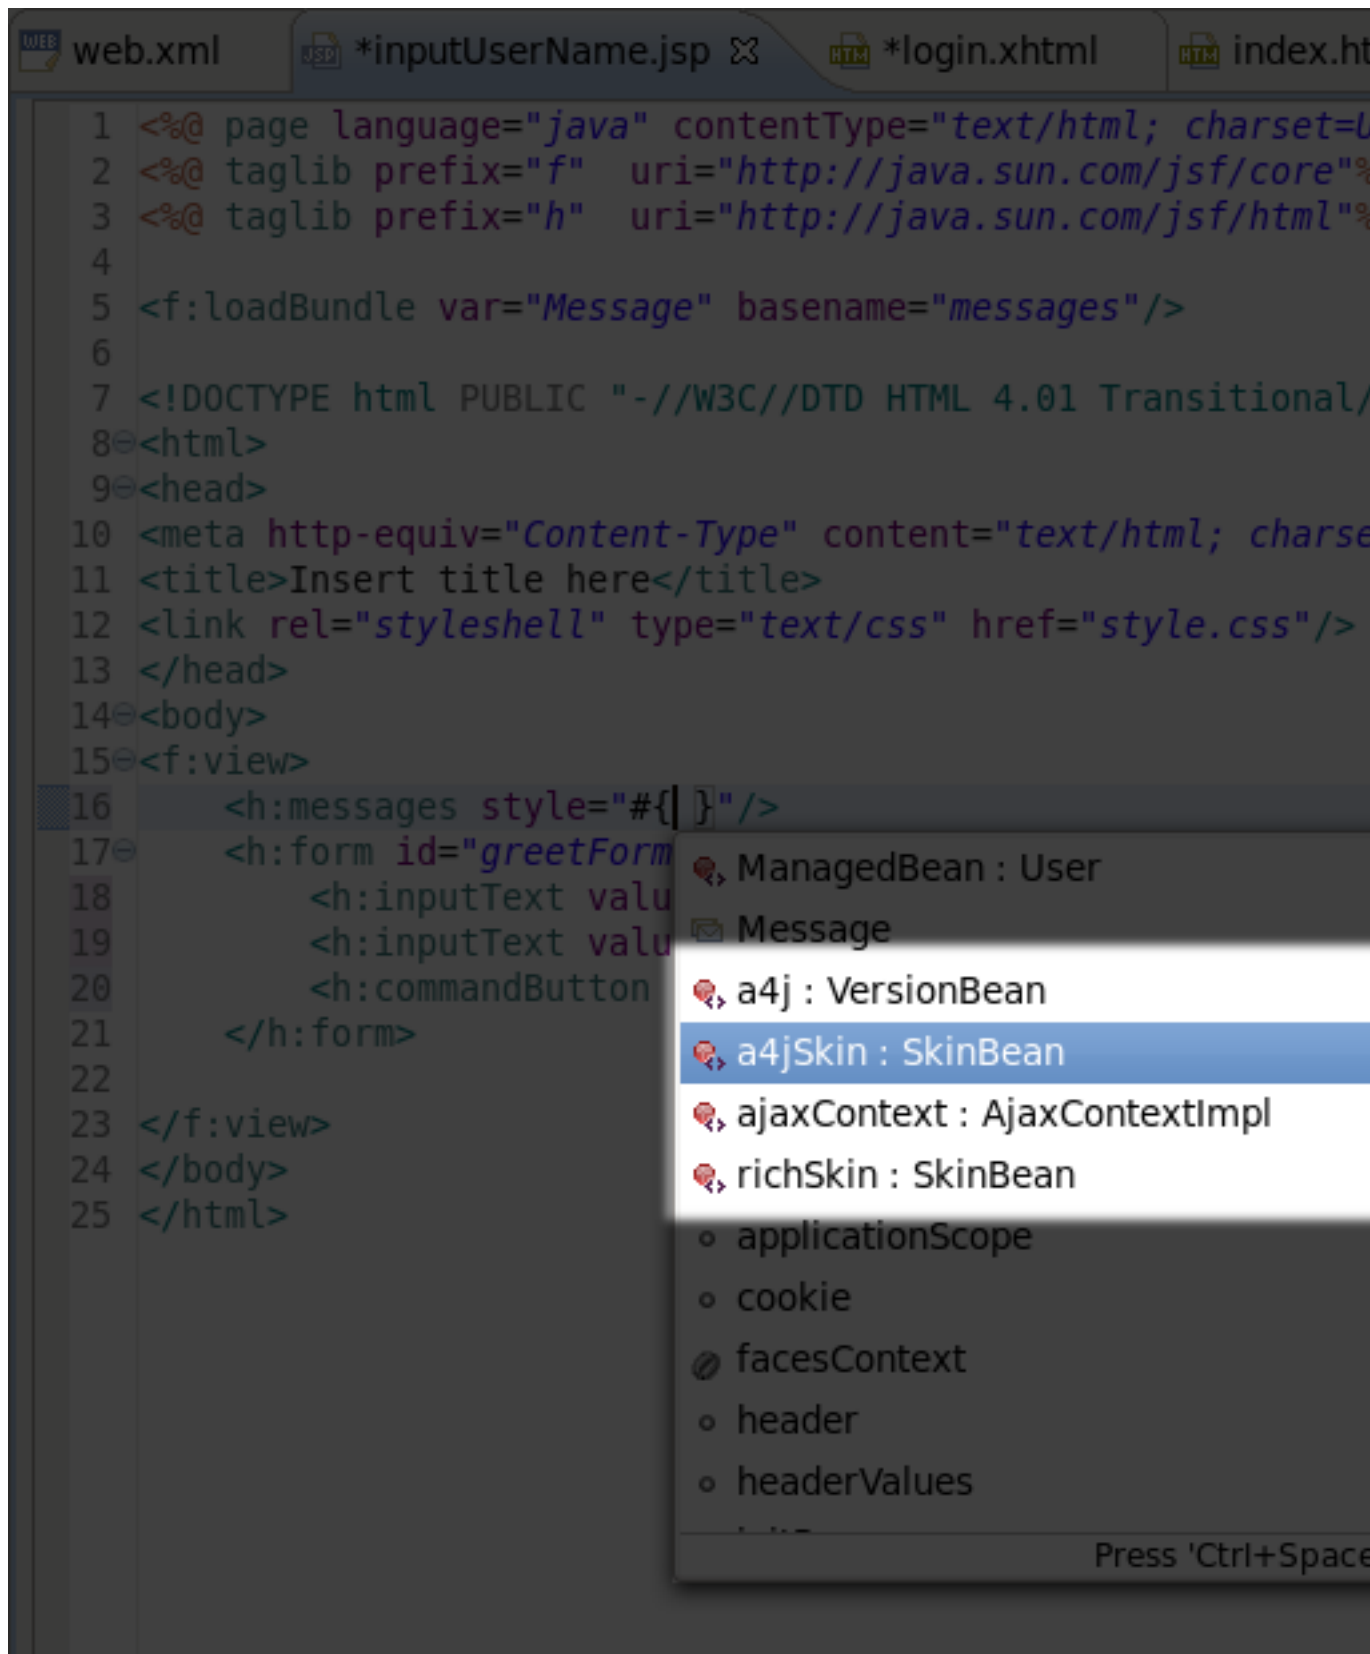 WEB web.xml JSP *inputUserName.jsp HTM *login.xhtml HTM index.ht
1 <%@ page language="java" contentType="text/html; charset=U
2 <%@ taglib prefix="f"  uri="http://java.sun.com/jsf/core"%
3 <%@ taglib prefix="h"  uri="http://java.sun.com/jsf/html"%
4
5 <f:loadBundle var="Message" basename="messages"/>
6
7 <!DOCTYPE html PUBLIC "-//W3C//DTD HTML 4.01 Transitional/
8 <html>
9 <head>
10 <meta http-equiv="Content-Type" content="text/html; charse
11 <title>Insert title here</title>
12 <link rel="styleshell" type="text/css" href="style.css"/>
13 </head>
14 <body>
15 <f:view>
16     <h:messages style="#{ }"/>
17     <h:form id="greetForm
18         <h:inputText valu
19         <h:inputText valu
20         <h:commandButton
21     </h:form>
22
23 </f:view>
24 </body>
25 </html>
ManagedBean : User
Message
a4j : VersionBean
a4jSkin : SkinBean
ajaxContext : AjaxContextImpl
richSkin : SkinBean
applicationScope
cookie
facesContext
header
headerValues
Press 'Ctrl+Space